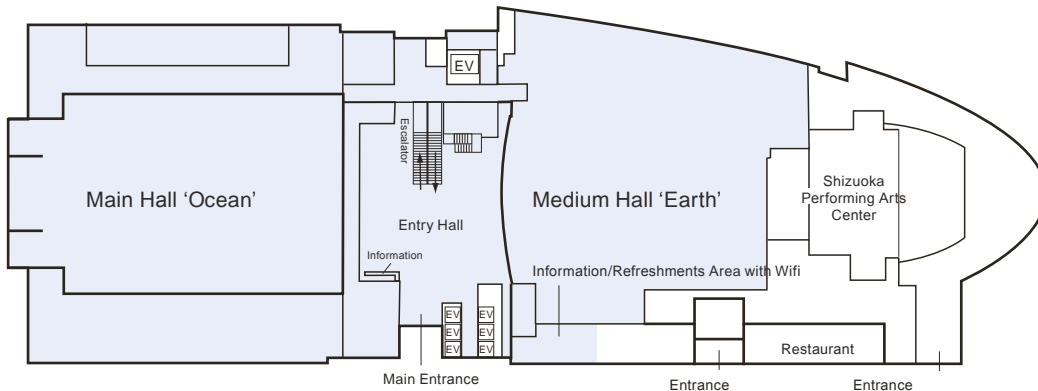 EV
Escalator
Main Hall ‘Ocean’
Medium Hall ‘Earth’
Shizuoka
Performing Arts
Center
Entry Hall
Information
Information/Refreshments Area with Wifi
EV
EV
EV
EV
EV
EV
Restaurant
Main Entrance
Entrance
Entrance